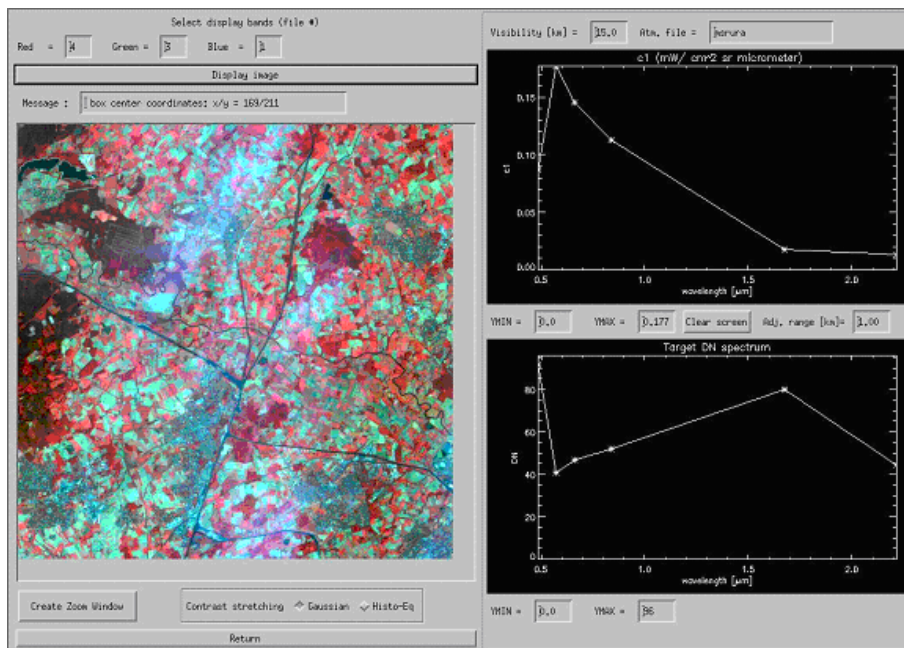 Select display bands (file #)
Red = 4 Green = 3 Blue = 1
Display image
Message : box center coordinates: x/y = 169/211
Create Zoom Window
Contrast stretching Gaussian Histo-Eq
Return
Visibility [km] = 15.0 Atm. file =
c1 (mW/ cm^2 sr micrometer)
0.15
0.10
0.05
0.00
c1
0.5 1.0 1.5 2.0
wavelength [µm]
YMIN = 0.0 YMAX = 0.177 Clear screen Adj. range [km]= 1.00
Target DN spectrum
80
60
40
20
0
DN
0.5 1.0 1.5 2.0
wavelength [µm]
YMIN = 0.0 YMAX = 96